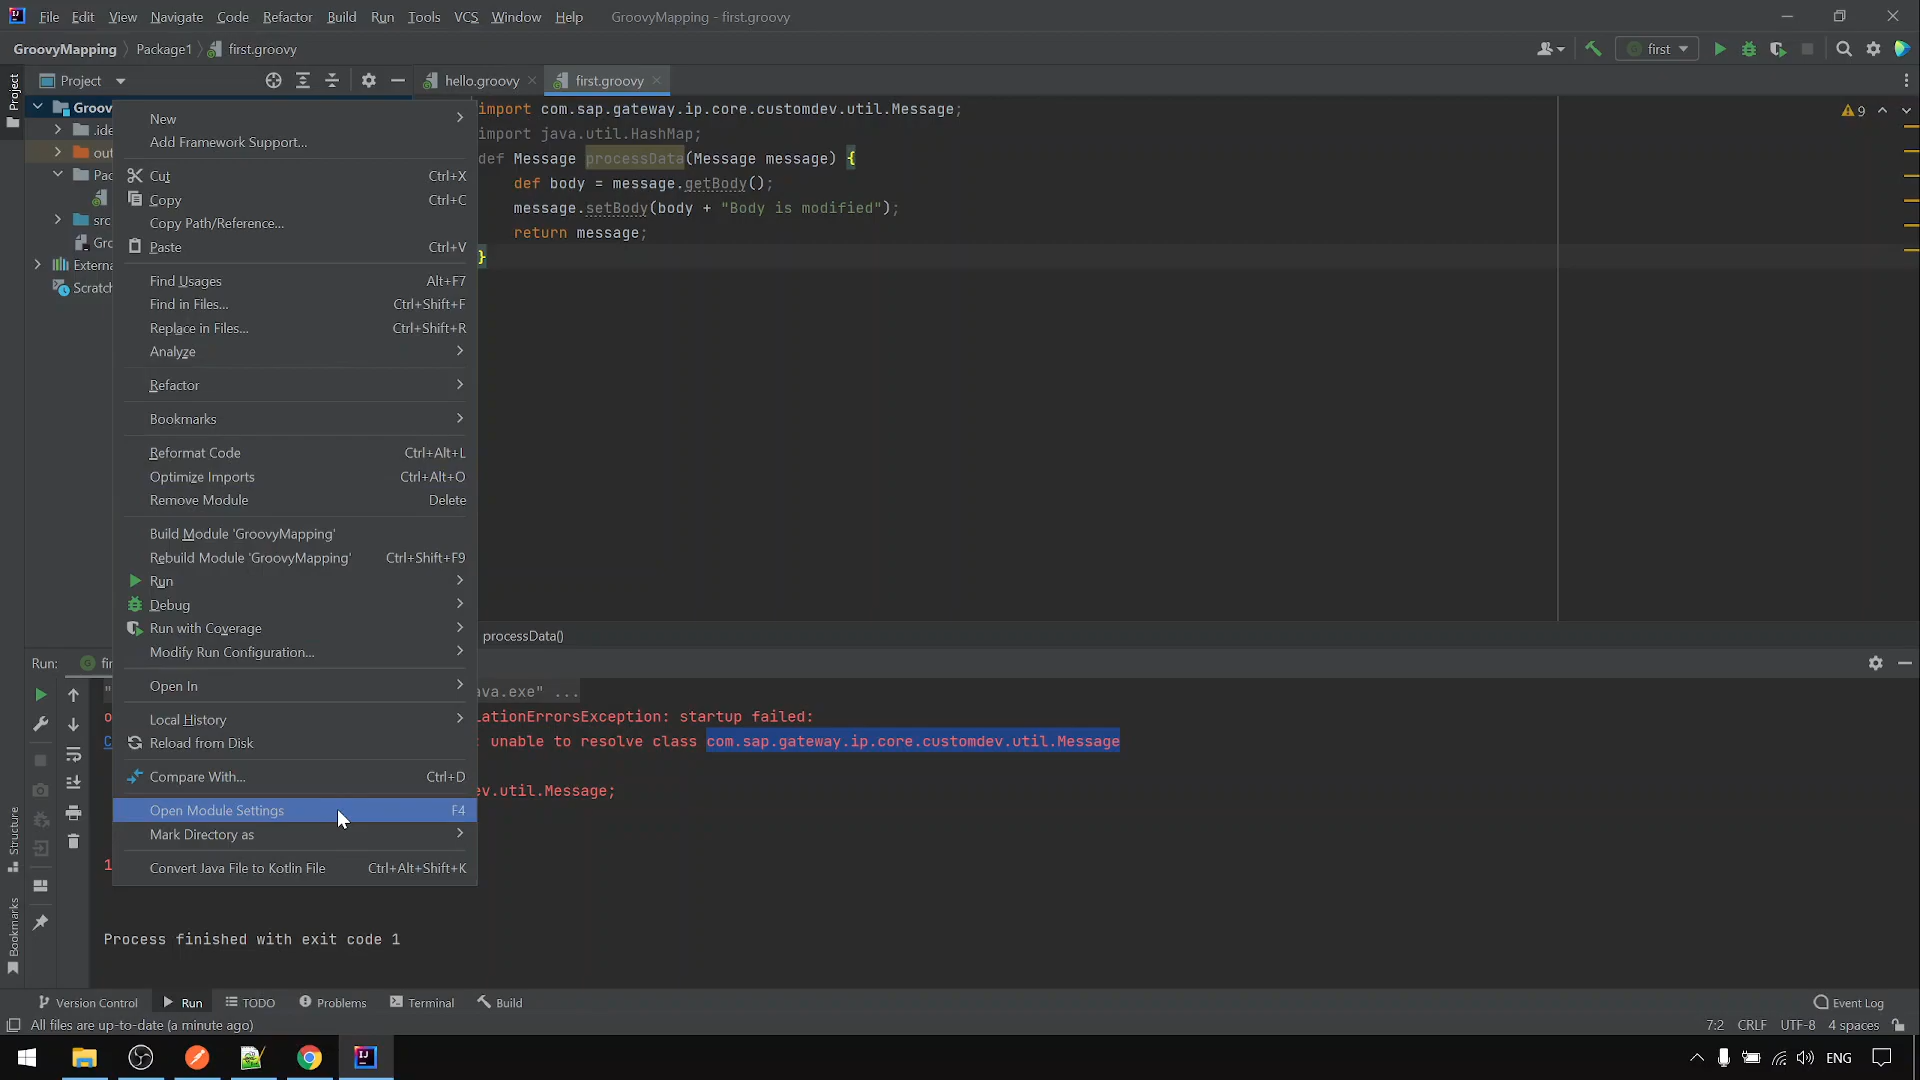 File Edit View Navigate Code Refactor Build Run Tools VCS Window Help GroovyMapping - first.groovy
GroovyMapping Package1 first.groovy
first
Project
hello.groovy first.groovy
Project
Groov
.ide
out
Pac
src
Gro
Externa
Scratch
New
Add Framework Support...
Cut Ctrl+X
Copy Ctrl+C
Copy Path/Reference...
Paste Ctrl+V
Find Usages Alt+F7
Find in Files... Ctrl+Shift+F
Replace in Files... Ctrl+Shift+R
Analyze
Refactor
Bookmarks
Reformat Code Ctrl+Alt+L
Optimize Imports Ctrl+Alt+O
Remove Module Delete
Build Module 'GroovyMapping'
Rebuild Module 'GroovyMapping' Ctrl+Shift+F9
Run
Debug
Run with Coverage
Modify Run Configuration...
Open In
Local History
Reload from Disk
Compare With... Ctrl+D
Open Module Settings F4
Mark Directory as
Convert Java File to Kotlin File Ctrl+Alt+Shift+K
import com.sap.gateway.ip.core.customdev.util.Message;
import java.util.HashMap;
def Message processData(Message message) {
def body = message.getBody();
message.setBody(body + "Body is modified");
return message;
}
9
processData()
Run: fir
" ava.exe" ...
o lationErrorsException: startup failed:
C : unable to resolve class com.sap.gateway.ip.core.customdev.util.Message
ev.util.Message;
1
Process finished with exit code 1
Structure
Bookmarks
Version Control Run TODO Problems Terminal Build Event Log
All files are up-to-date (a minute ago) 7:2 CRLF UTF-8 4 spaces
ENG